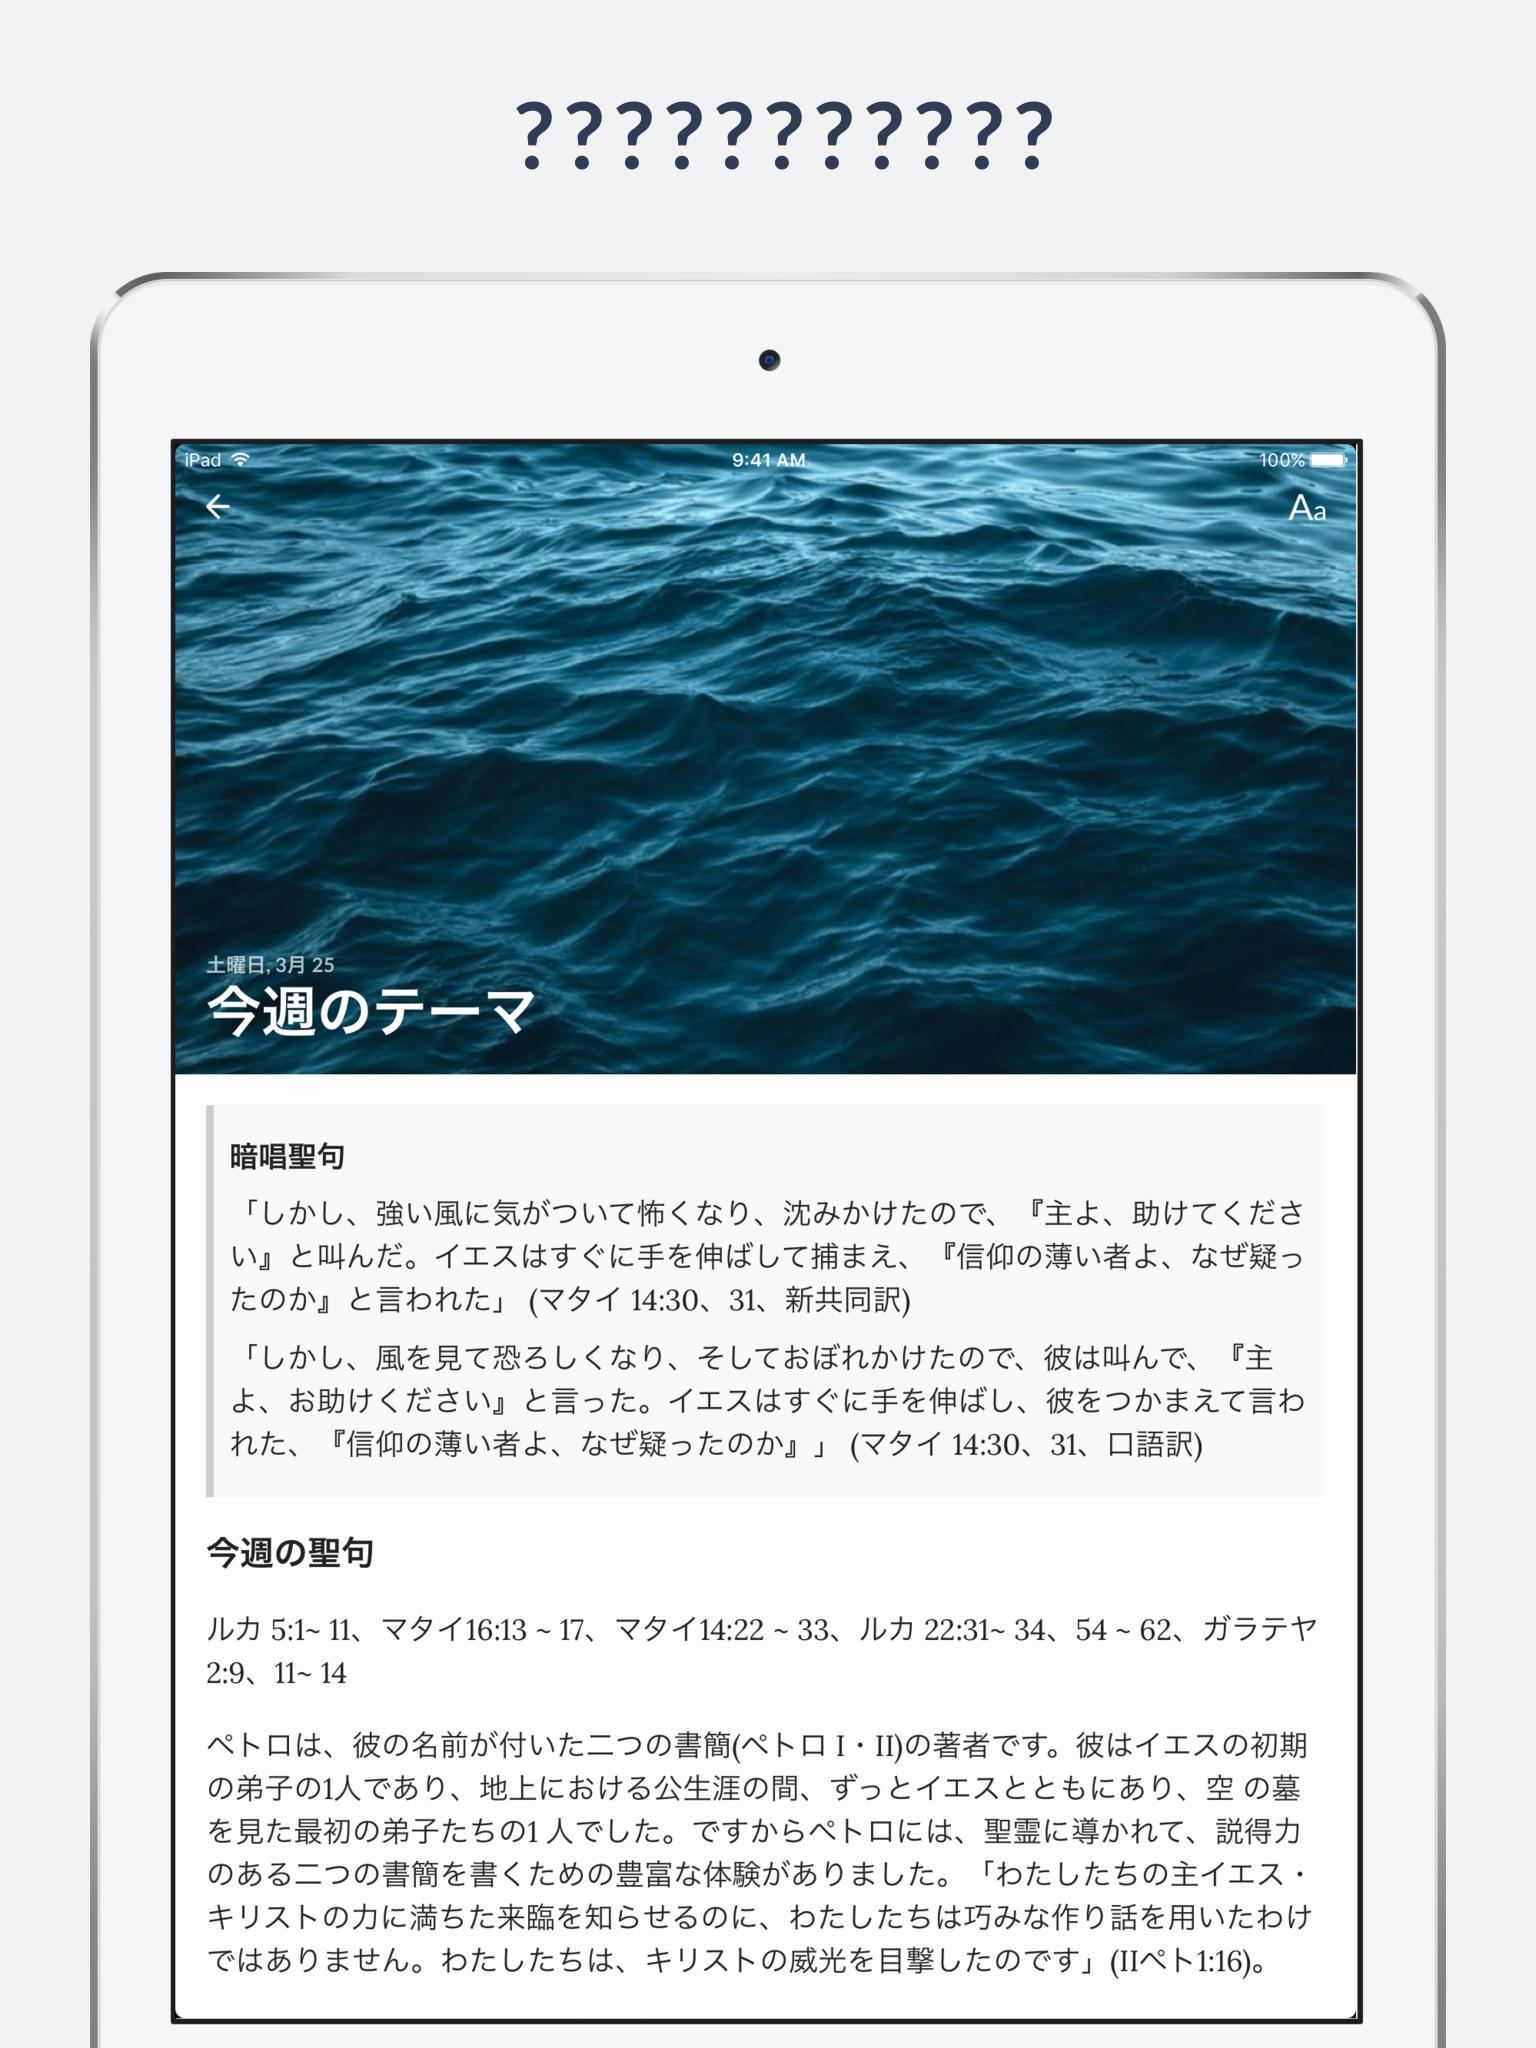 ???????????
iPad
9:41 AM
100%
Aa
土曜日, 3月 25
今週のテーマ
暗唱聖句
「しかし、強い風に気がついて怖くなり、沈みかけたので、『主よ、助けてくださ
い』と叫んだ。イエスはすぐに手を伸ばして捕まえ、『信仰の薄い者よ、なぜ疑っ
たのか』と言われた」 (マタイ 14:30、31、新共同訳)
「しかし、風を見て恐ろしくなり、そしておぼれかけたので、彼は叫んで、『主
よ、お助けください』と言った。イエスはすぐに手を伸ばし、彼をつかまえて言わ
れた、『信仰の薄い者よ、なぜ疑ったのか』」 (マタイ 14:30、31、口語訳)
今週の聖句
ルカ 5:1~ 11、マタイ16:13 ~ 17、マタイ14:22 ~ 33、ルカ 22:31~ 34、54 ~ 62、ガラテヤ
2:9、11~ 14
ペトロは、彼の名前が付いた二つの書簡(ペトロ I・II)の著者です。彼はイエスの初期
の弟子の1人であり、地上における公生涯の間、ずっとイエスとともにあり、空 の墓
を見た最初の弟子たちの1 人でした。ですからペトロには、聖霊に導かれて、説得力
のある二つの書簡を書くための豊富な体験がありました。「わたしたちの主イエス・
キリストの力に満ちた来臨を知らせるのに、わたしたちは巧みな作り話を用いたわけ
ではありません。わたしたちは、キリストの威光を目撃したのです」(IIペト1:16)。